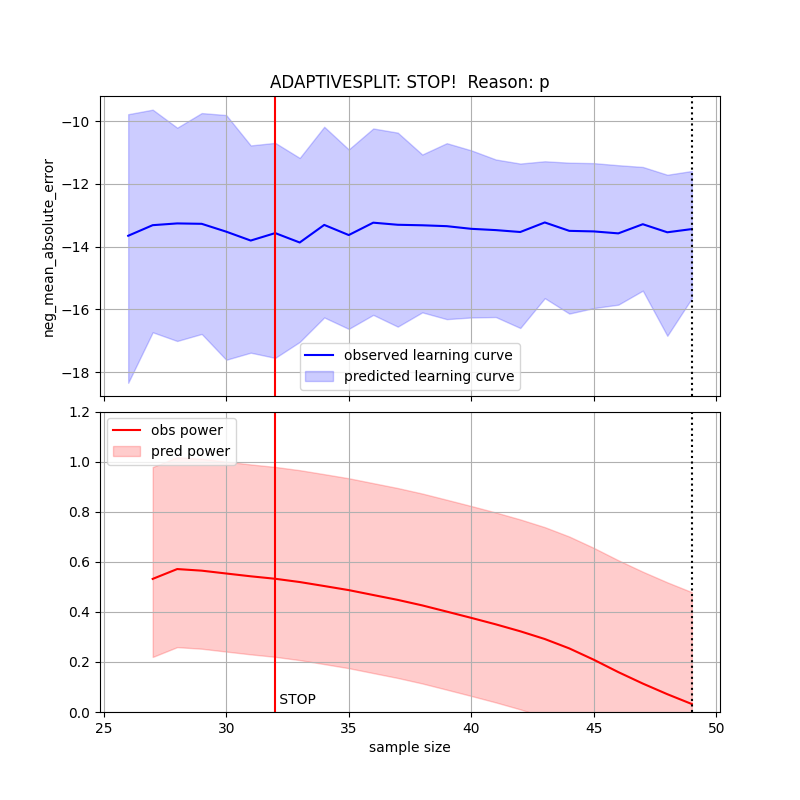 ADAPTIVESPLIT: STOP!  Reason: p
neg_mean_absolute_error
−10
−12
−14
−16
−18
observed learning curve
predicted learning curve
1.2
1.0
0.8
0.6
0.4
0.2
0.0
obs power
pred power
STOP
25
30
35
40
45
50
sample size